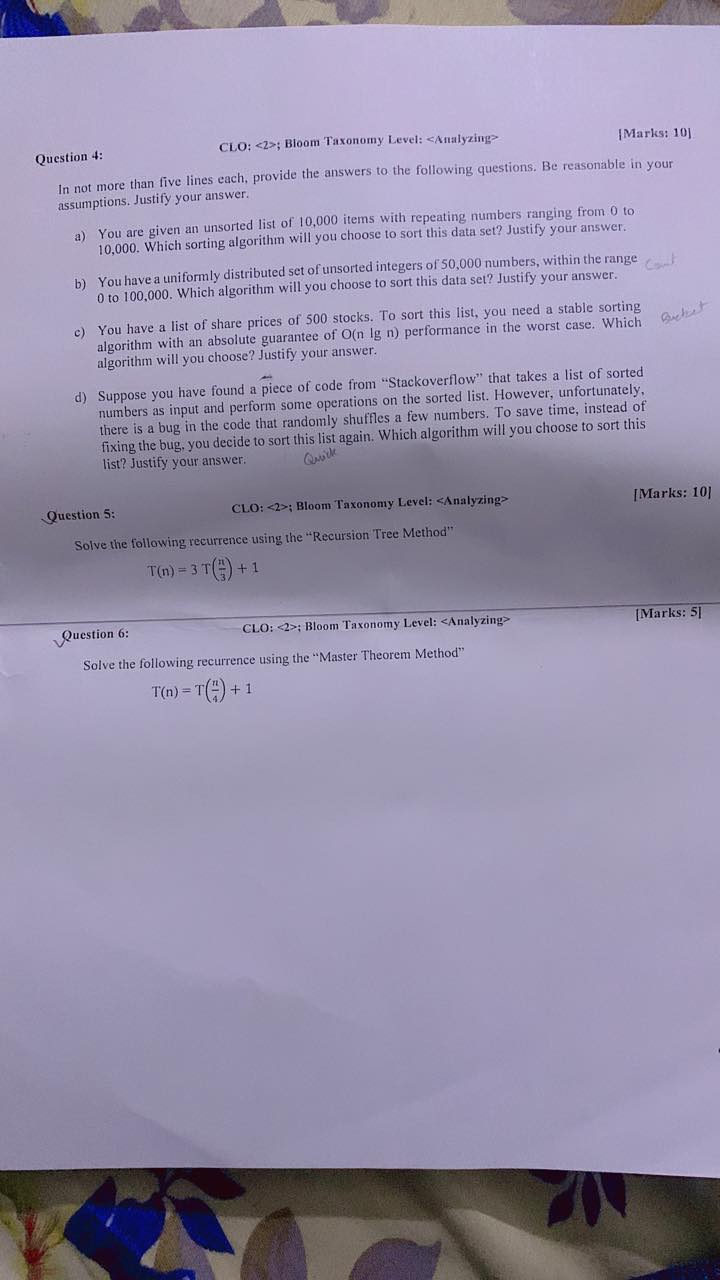 Question 4:
CLO: <2>; Bloom Taxonomy Level: <Analyzing>
[Marks: 10]
In not more than five lines each, provide the answers to the following questions. Be reasonable in your
assumptions. Justify your answer.
a) You are given an unsorted list of 10,000 items with repeating numbers ranging from 0 to
10,000. Which sorting algorithm will you choose to sort this data set? Justify your answer.
b) You have a uniformly distributed set of unsorted integers of 50,000 numbers, within the range
0 to 100,000. Which algorithm will you choose to sort this data set? Justify your answer.
Count
c) You have a list of share prices of 500 stocks. To sort this list, you need a stable sorting
algorithm with an absolute guarantee of O(n lg n) performance in the worst case. Which
algorithm will you choose? Justify your answer.
Bucket
d) Suppose you have found a piece of code from “Stackoverflow” that takes a list of sorted
numbers as input and perform some operations on the sorted list. However, unfortunately,
there is a bug in the code that randomly shuffles a few numbers. To save time, instead of
fixing the bug, you decide to sort this list again. Which algorithm will you choose to sort this
list? Justify your answer.
Quick
Question 5:
CLO: <2>; Bloom Taxonomy Level: <Analyzing>
[Marks: 10]
Solve the following recurrence using the “Recursion Tree Method”
T(n) = 3 T(n/3) + 1
Question 6:
CLO: <2>; Bloom Taxonomy Level: <Analyzing>
[Marks: 5]
Solve the following recurrence using the “Master Theorem Method”
T(n) = T(n/4) + 1